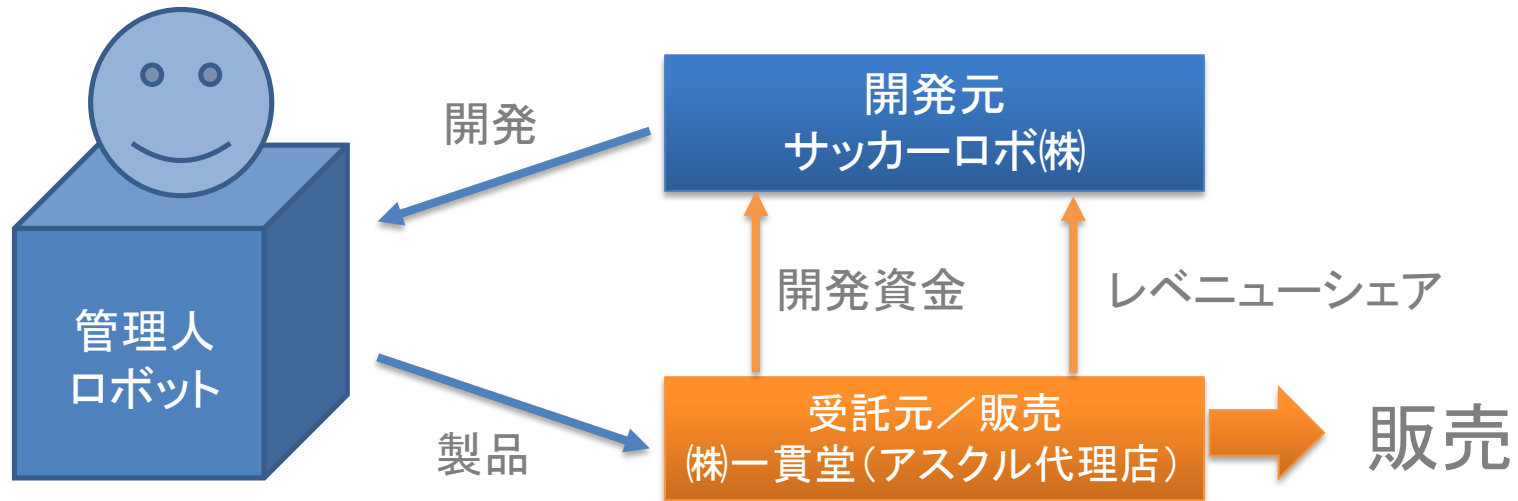 開発元
サッカーロボ㈱
開発
開発資金
レベニューシェア
管理人
ロボット
製品
受託元／販売
㈱一貫堂（アスクル代理店）
販売